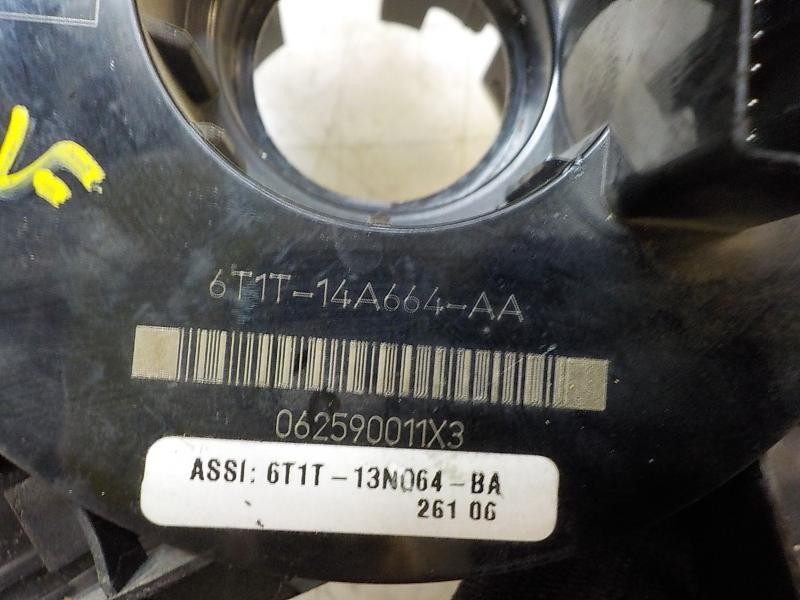 6T1T-14A664-AA
062590011X3
ASSI: 6T1T-13N064-BA
261 06